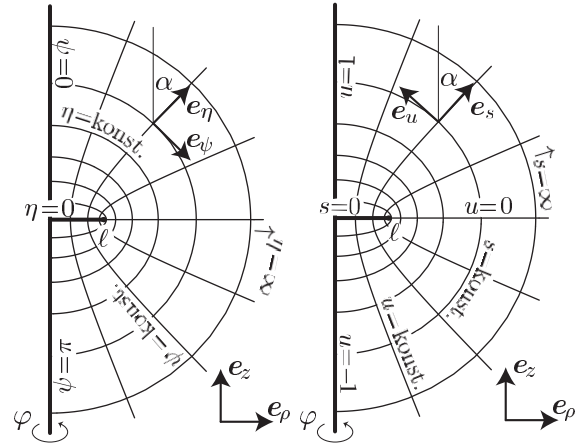 ψ=0
α
e_η
η=konst.
e_ψ
η=0
ℓ
η→∞
ψ=konst.
ψ=π
e_z
e_ρ
φ
u=1
α
e_u
e_s
s→∞
s=0
u=0
ℓ
s=konst.
u=konst.
u=-1
e_z
e_ρ
φ